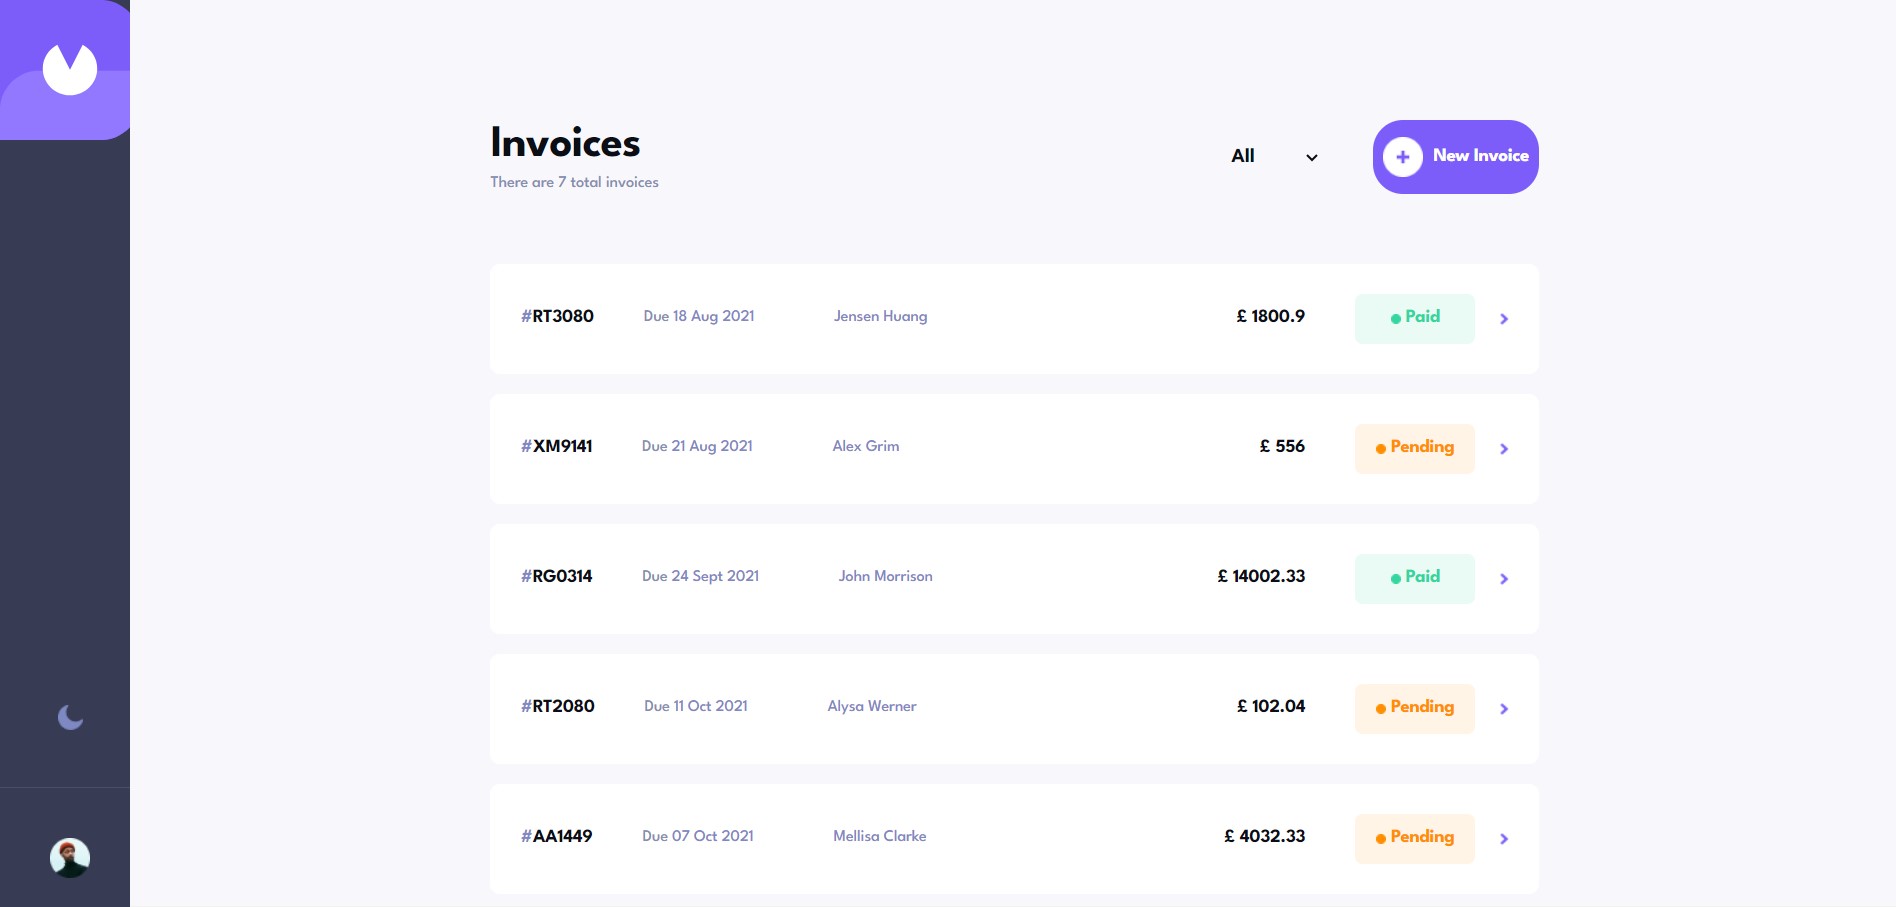 Invoices
There are 7 total invoices
All
New Invoice
#RT3080 Due 18 Aug 2021 Jensen Huang £ 1800.9 Paid
#XM9141 Due 21 Aug 2021 Alex Grim £ 556 Pending
#RG0314 Due 24 Sept 2021 John Morrison £ 14002.33 Paid
#RT2080 Due 11 Oct 2021 Alysa Werner £ 102.04 Pending
#AA1449 Due 07 Oct 2021 Mellisa Clarke £ 4032.33 Pending